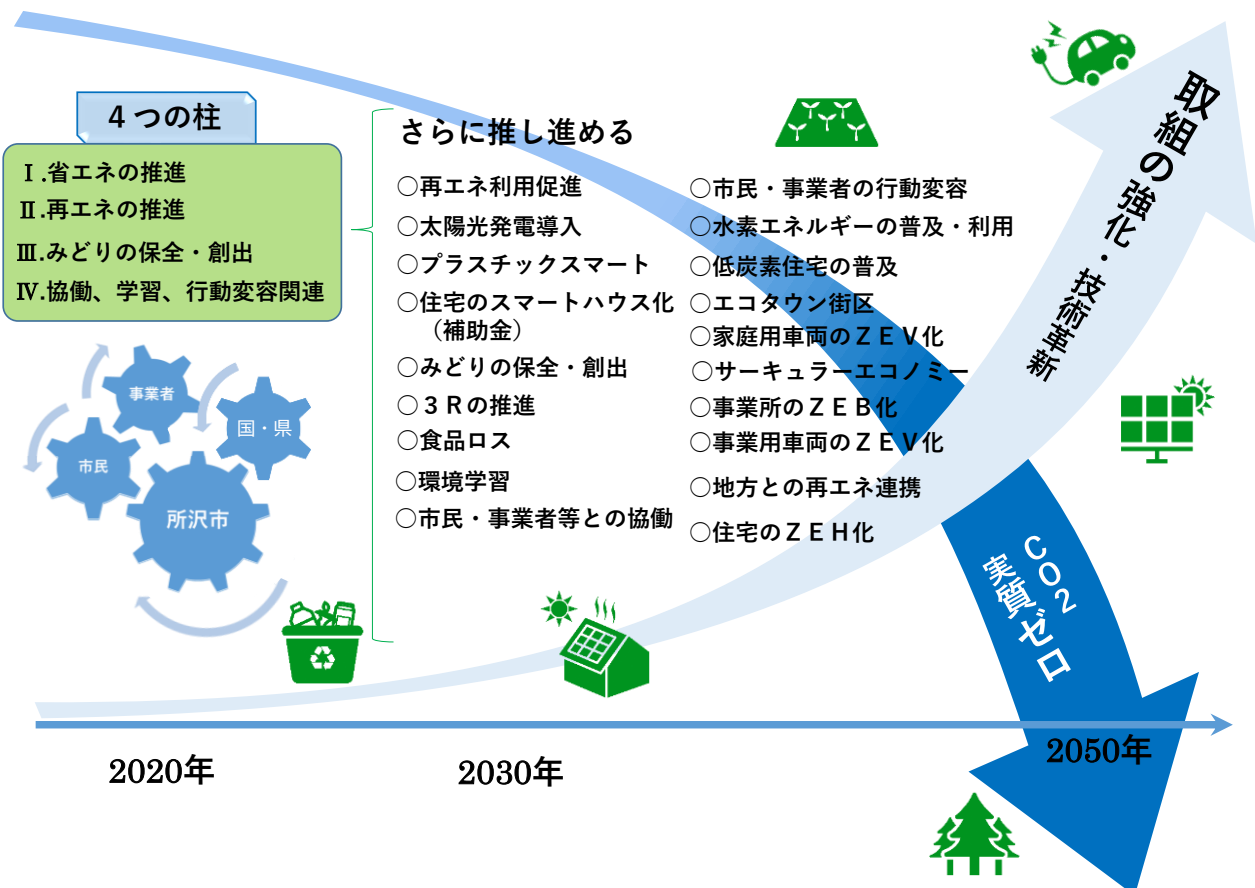 ４つの柱
Ⅰ.省エネの推進
Ⅱ.再エネの推進
Ⅲ.みどりの保全・創出
Ⅳ.協働、学習、行動変容関連
事業者
国・県
市民
所沢市
さらに推し進める
○再エネ利用促進
○太陽光発電導入
○プラスチックスマート
○住宅のスマートハウス化
（補助金）
○みどりの保全・創出
○３Ｒの推進
○食品ロス
○環境学習
○市民・事業者等との協働
○市民・事業者の行動変容
○水素エネルギーの普及・利用
○低炭素住宅の普及
○エコタウン街区
○家庭用車両のＺＥＶ化
○サーキュラーエコノミー
○事業所のＺＥＢ化
○事業用車両のＺＥＶ化
○地方との再エネ連携
○住宅のＺＥＨ化
取組の強化・技術革新
ＣＯ２
実質ゼロ
2020年
2030年
2050年